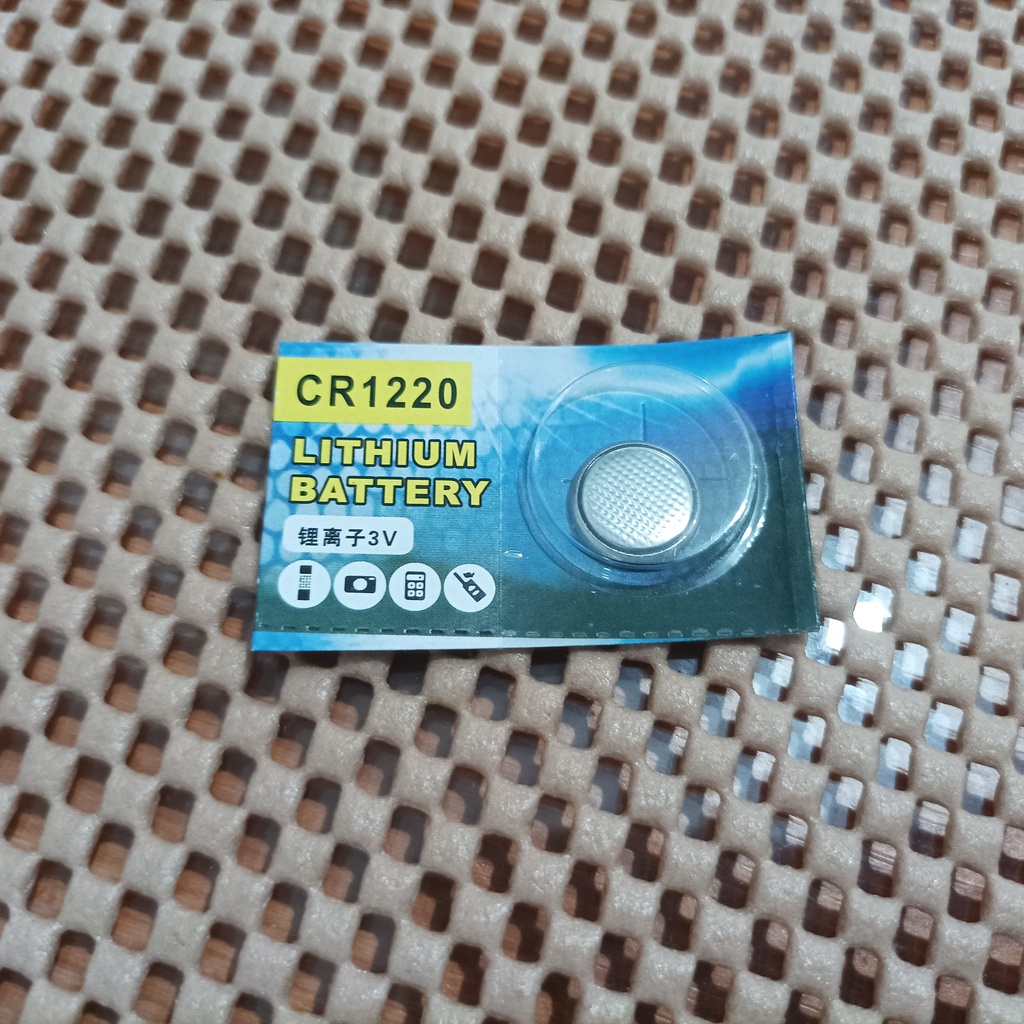 CR1220
LITHIUM
BATTERY
锂离子3V